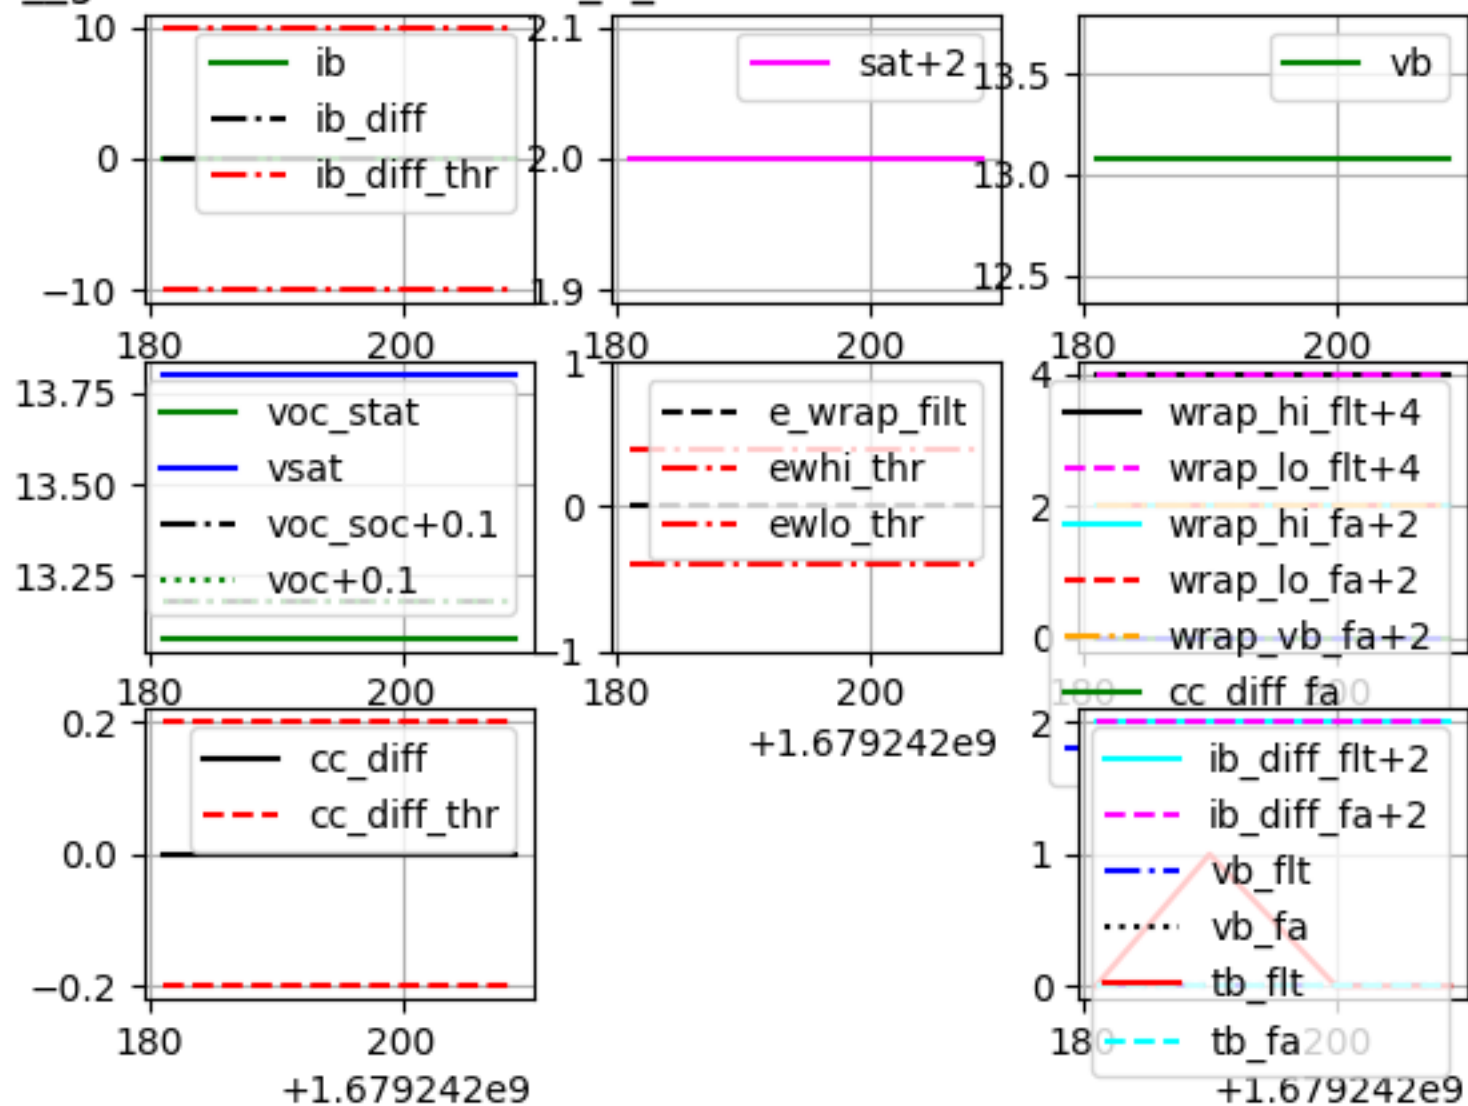 10
0
−10
180
200
ib
ib_diff
ib_diff_thr
2.1
2.0
1.9
180
200
sat+2
13.5
13.0
12.5
180
200
vb
13.75
13.50
13.25
180
200
voc_stat
vsat
voc_soc+0.1
voc+0.1
1
0
−1
180
200
+1.679242e9
e_wrap_filt
ewhi_thr
ewlo_thr
4
2
0
180
200
wrap_hi_flt+4
wrap_lo_flt+4
wrap_hi_fa+2
wrap_lo_fa+2
wrap_vb_fa+2
cc_diff_fa
0.2
0.0
−0.2
180
200
+1.679242e9
cc_diff
cc_diff_thr
2
1
0
180
200
+1.679242e9
ib_diff_flt+2
ib_diff_fa+2
vb_flt
vb_fa
tb_flt
tb_fa